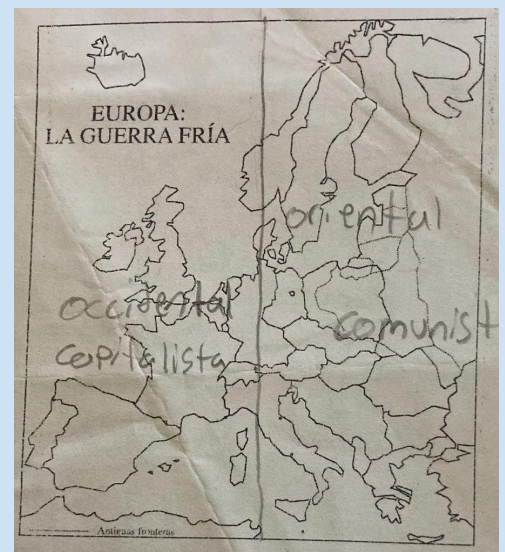 EUROPA:
LA GUERRA FRÍA
oriental
occidental
comunist
capitalista
Antiguas fronteras